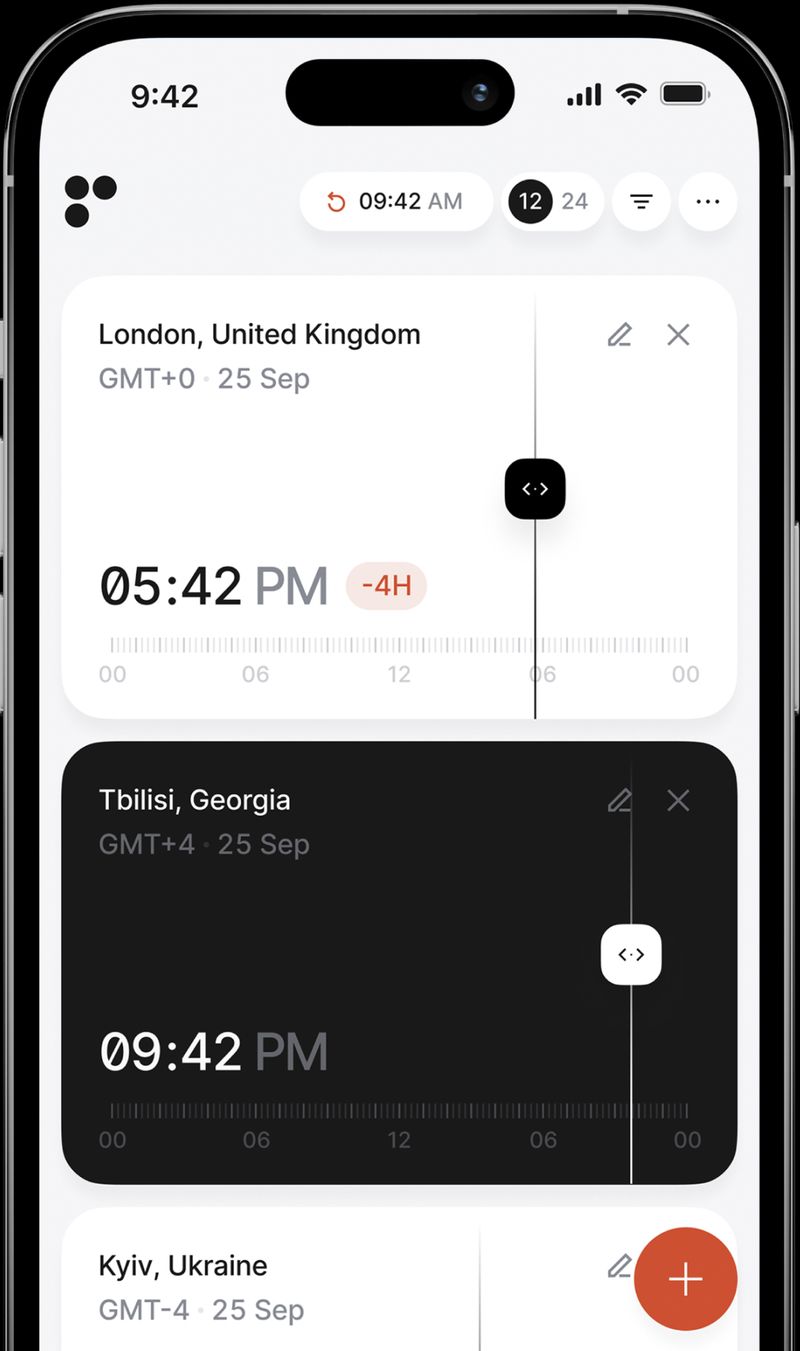 9:42
09:42 AM
12 24
London, United Kingdom
GMT+0 · 25 Sep
05:42 PM -4H
00 06 12 06 00
Tbilisi, Georgia
GMT+4 · 25 Sep
09:42 PM
00 06 12 06 00
Kyiv, Ukraine
GMT-4 · 25 Sep